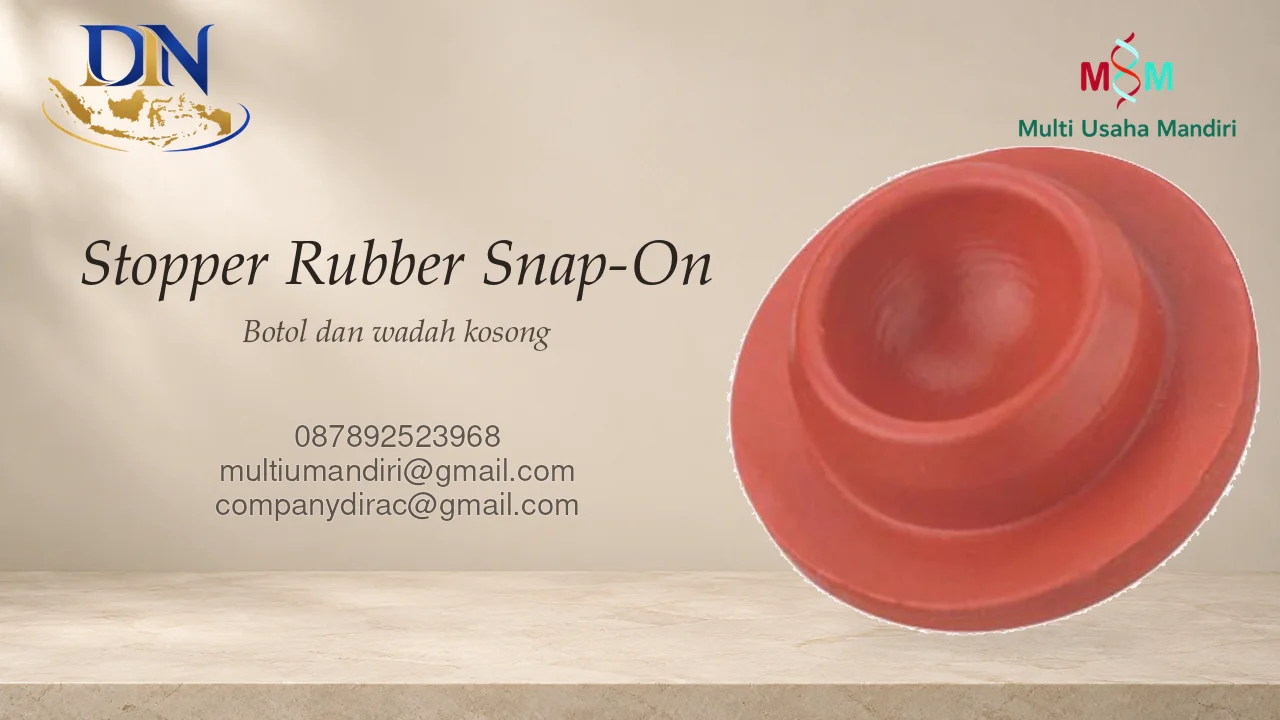 DN
M M
Multi Usaha Mandiri
Stopper Rubber Snap-On
Botol dan wadah kosong
087892523968
multiumandiri@gmail.com
companydirac@gmail.com